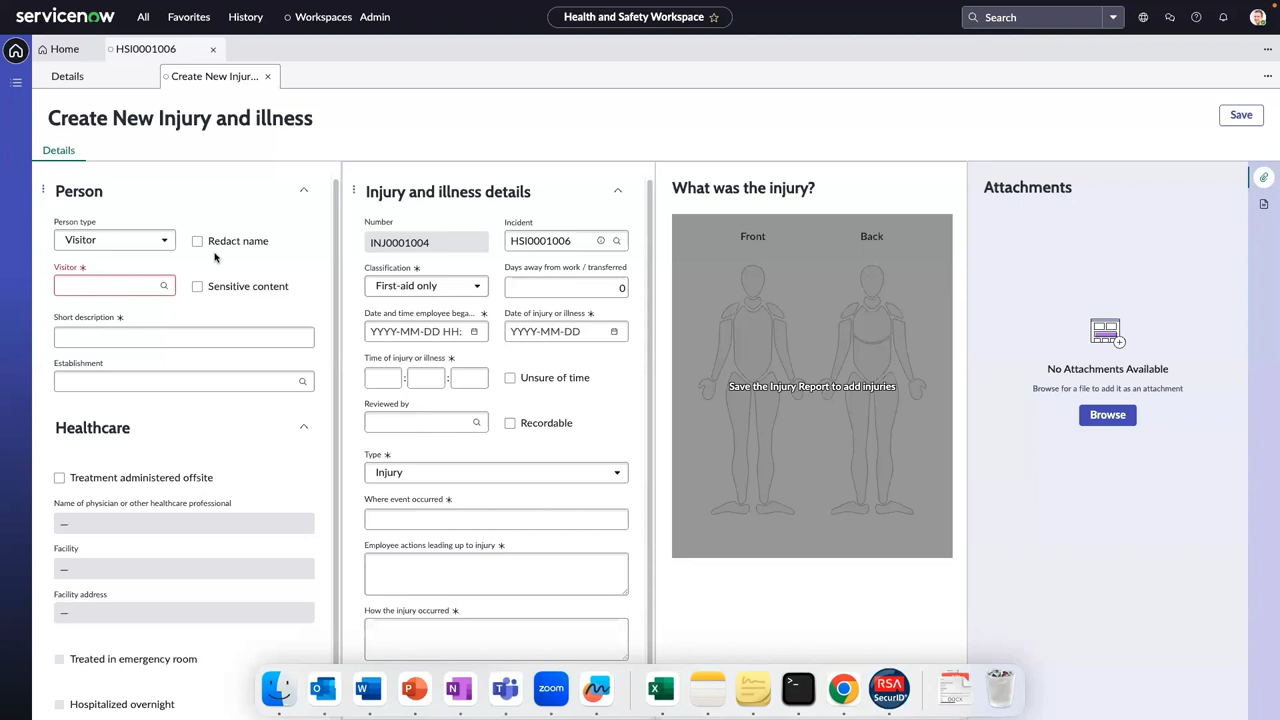 servicenow All Favorites History Workspaces Admin Health and Safety Workspace Search
Home HSI0001006
Details Create New Injur...
Create New Injury and illness Save
Details
Person
Person type
Visitor Redact name
Visitor *
Sensitive content
Short description *
Establishment
Healthcare
Treatment administered offsite
Name of physician or other healthcare professional
—
Facility
—
Facility address
—
Treated in emergency room
Hospitalized overnight
Injury and illness details
Number Incident
INJ0001004 HSI0001006
Classification * Days away from work / transferred
First-aid only 0
Date and time employee bega... * Date of injury or illness *
YYYY-MM-DD HH: YYYY-MM-DD
Time of injury or illness *
: : Unsure of time
Reviewed by
Recordable
Type *
Injury
Where event occurred *
Employee actions leading up to injury *
How the injury occurred *
What was the injury?
Front Back
Save the Injury Report to add injuries
Attachments
No Attachments Available
Browse for a file to add it as an attachment
Browse
zoom
RSA
SecurID
DOCX